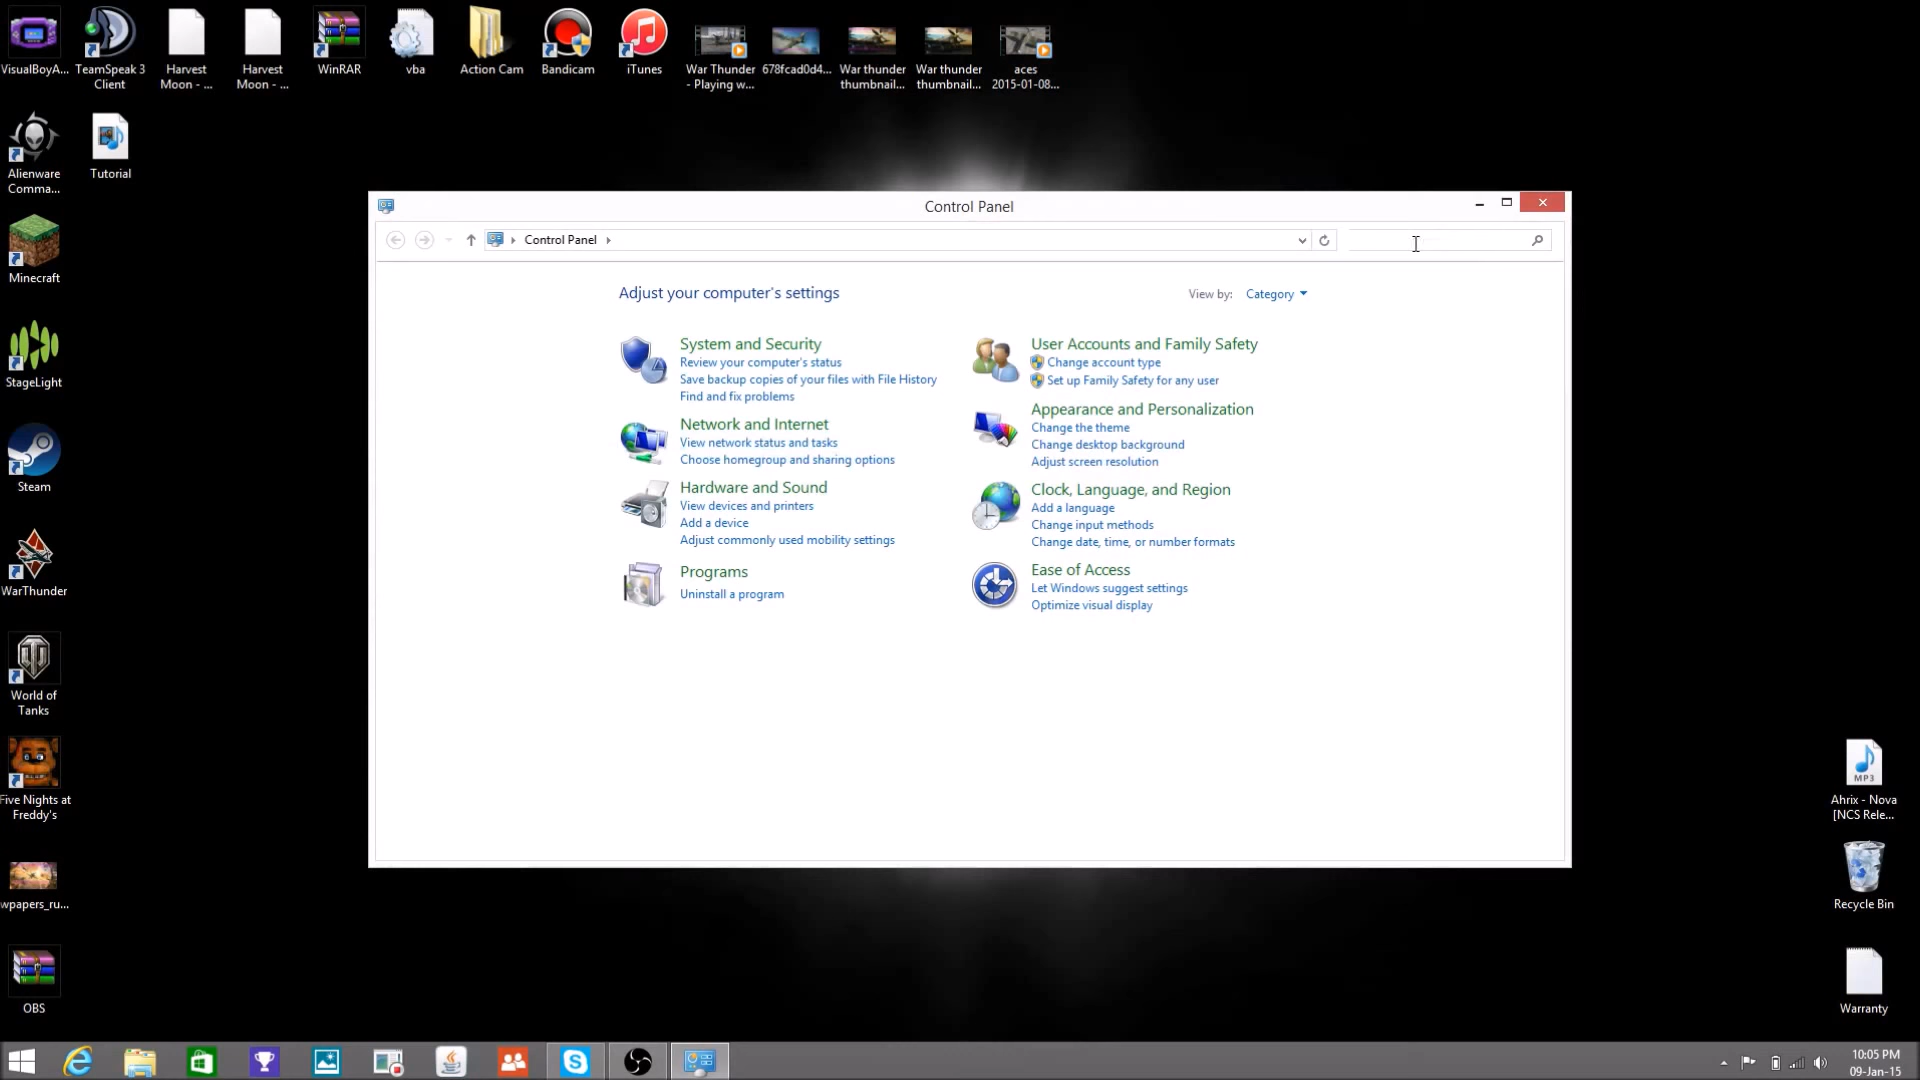 VisualBoyA...
TeamSpeak 3
Client
Harvest
Moon - ...
Harvest
Moon - ...
WinRAR
vba
Action Cam
Bandicam
iTunes
War Thunder
- Playing w...
678fcad0d4...
War thunder
thumbnail...
War thunder
thumbnail...
aces
2015-01-08...
Alienware
Comma...
Tutorial
Minecraft
StageLight
Steam
WarThunder
World of
Tanks
Five Nights at
Freddy's
wpapers_ru...
OBS
Control Panel
Control Panel
Adjust your computer's settings
View by: Category
System and Security
Review your computer's status
Save backup copies of your files with File History
Find and fix problems
Network and Internet
View network status and tasks
Choose homegroup and sharing options
Hardware and Sound
View devices and printers
Add a device
Adjust commonly used mobility settings
Programs
Uninstall a program
User Accounts and Family Safety
Change account type
Set up Family Safety for any user
Appearance and Personalization
Change the theme
Change desktop background
Adjust screen resolution
Clock, Language, and Region
Add a language
Change input methods
Change date, time, or number formats
Ease of Access
Let Windows suggest settings
Optimize visual display
MP3
Ahrix - Nova
[NCS Rele...
Recycle Bin
Warranty
10:05 PM
09-Jan-15